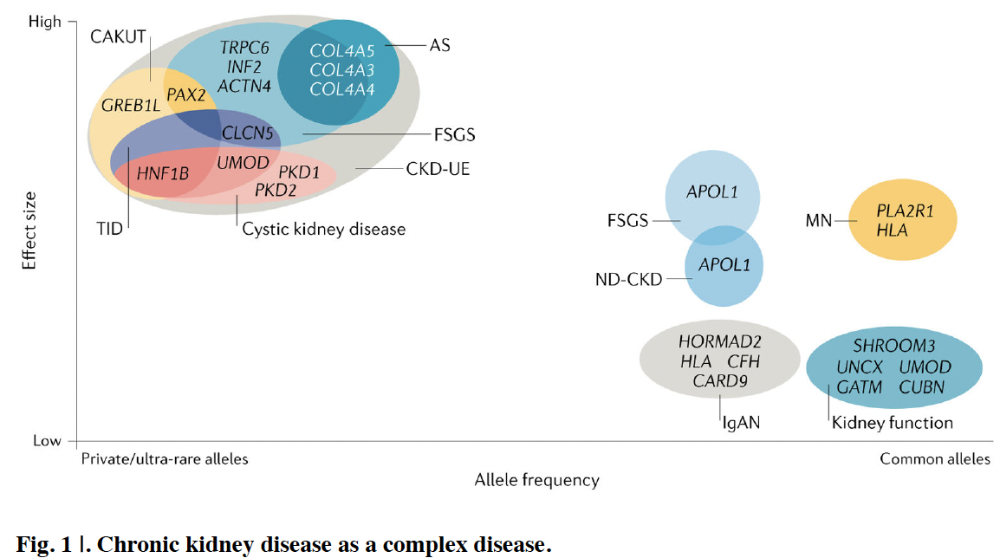 High
CAKUT
TRPC6
INF2
ACTN4
COL4A5
COL4A3
COL4A4
AS
GREB1L
PAX2
CLCN5
FSGS
HNF1B
UMOD
PKD1
PKD2
CKD-UE
TID
Cystic kidney disease
Effect size
APOL1
FSGS
APOL1
ND-CKD
MN
PLA2R1
HLA
HORMAD2
HLA CFH
CARD9
IgAN
SHROOM3
UNCX UMOD
GATM CUBN
Kidney function
Low
Private/ultra-rare alleles
Common alleles
Allele frequency
Fig. 1 |. Chronic kidney disease as a complex disease.